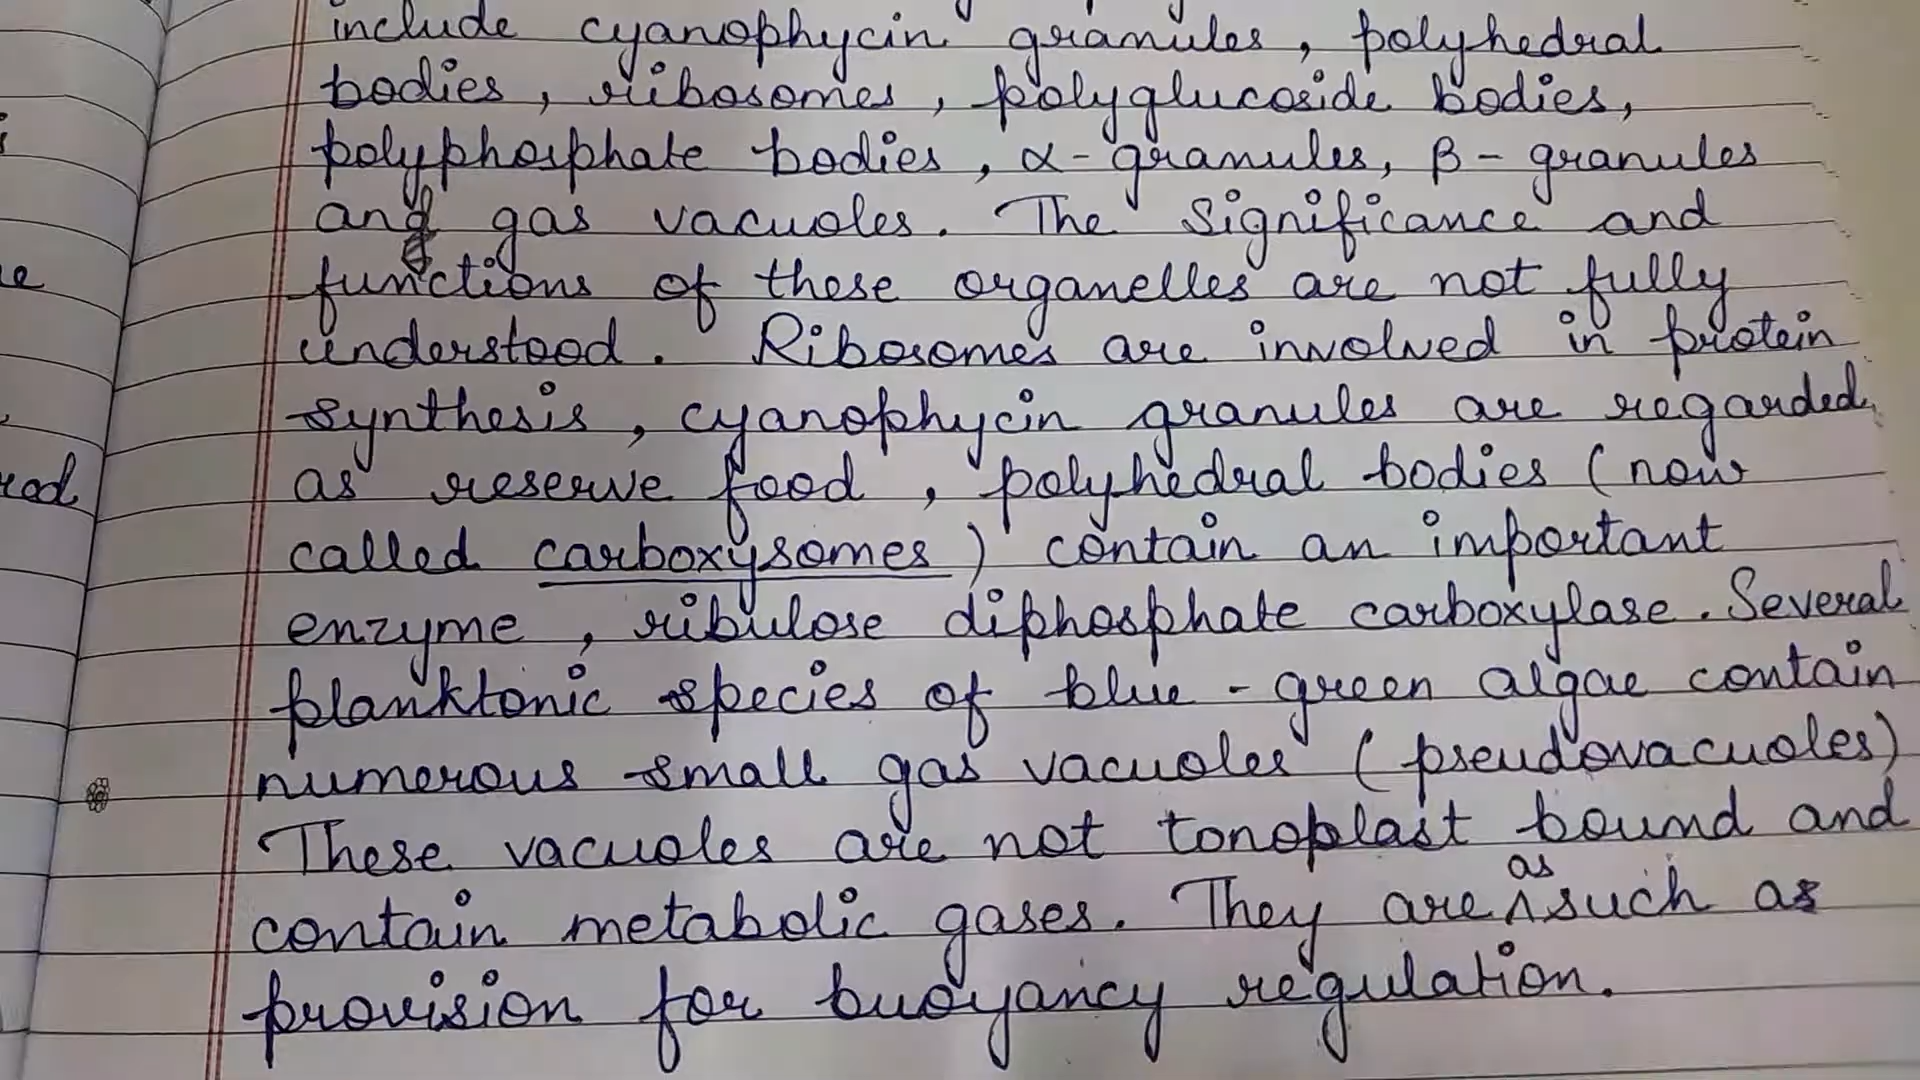 include cyanophycin granules, polyhedral
bodies, ribosomes, polyglucoside bodies,
polyphosphate bodies, α-granules, β-granules
and gas vacuoles. The significance and
functions of these organelles are not fully
understood. Ribosomes are involved in protein
synthesis, cyanophycin granules are regarded
as reserve food, polyhedral bodies (now
called carboxysomes) contain an important
enzyme, ribulose diphosphate carboxylase. Several
planktonic species of blue-green algae contain
numerous small gas vacuoles (pseudovacuoles)
These vacuoles are not tonoplast bound and
contain metabolic gases. They are as such as
provision for buoyancy regulation.